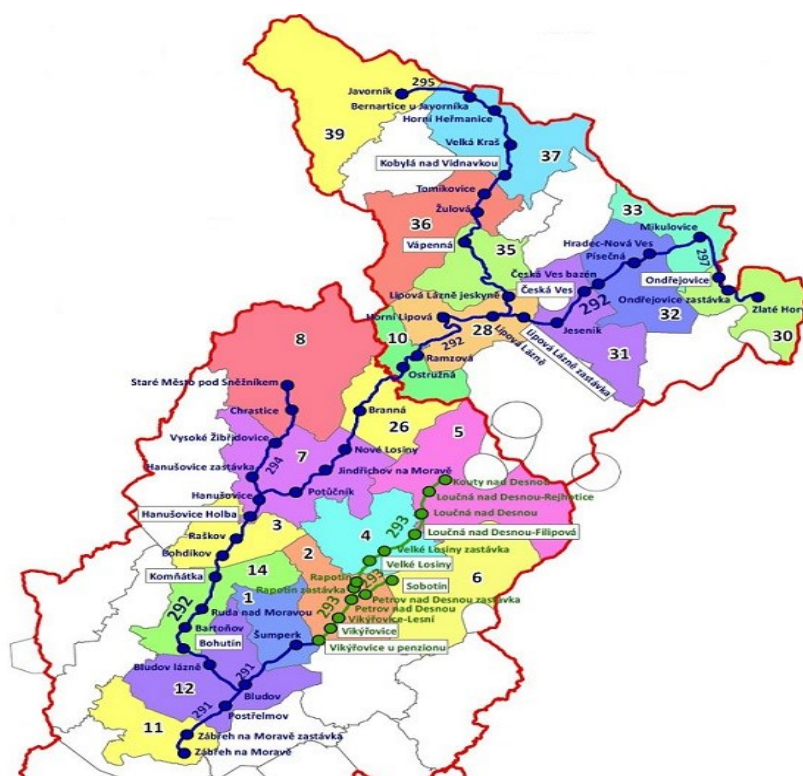 295
Javorník
Bernartice u Javorníka
Horní Heřmanice
39
Velká Kraš
37
Kobylá nad Vidnavkou
Tomíkovice
Žulová
36
33
Mikulovice
Vápenná
35
Hradec-Nová Ves
Písečná
297
Česká Ves bazén
Ondřejovice
Lipová Lázně jeskyně
Česká Ves
292
Ondřejovice zastávka
Zlaté Hory
Horní Lipová
28
32
30
8
10
292
Lipová Lázně
Lipová Lázně zastávka
Jeseník
31
Ramzová
Ostružná
Staré Město pod Sněžníkem
Chrastice
Branná
26
5
Vysoké Žibřidovice
7
Nové Losiny
Hanušovice zastávka
294
Jindřichov na Moravě
Kouty nad Desnou
Hanušovice
Potůčník
Loučná nad Desnou-Rejhotice
Hanušovice Holba
Loučná nad Desnou
3
4
293
Loučná nad Desnou-Filipová
Raškov
2
Velké Losiny zastávka
Bohdíkov
Velké Losiny
6
Komňátka
14
Rapotín
293
Sobotín
Rapotín zastávka
1
Petrov nad Desnou zastávka
292
293
Petrov nad Desnou
Ruda nad Moravou
Vikýřovice-Lesní
Bartoňov
Šumperk
Vikýřovice
Bohutín
Vikýřovice u penzionu
Bludov lázně
291
12
Bludov
291
Postřelmov
11
Zábřeh na Moravě zastávka
Zábřeh na Moravě